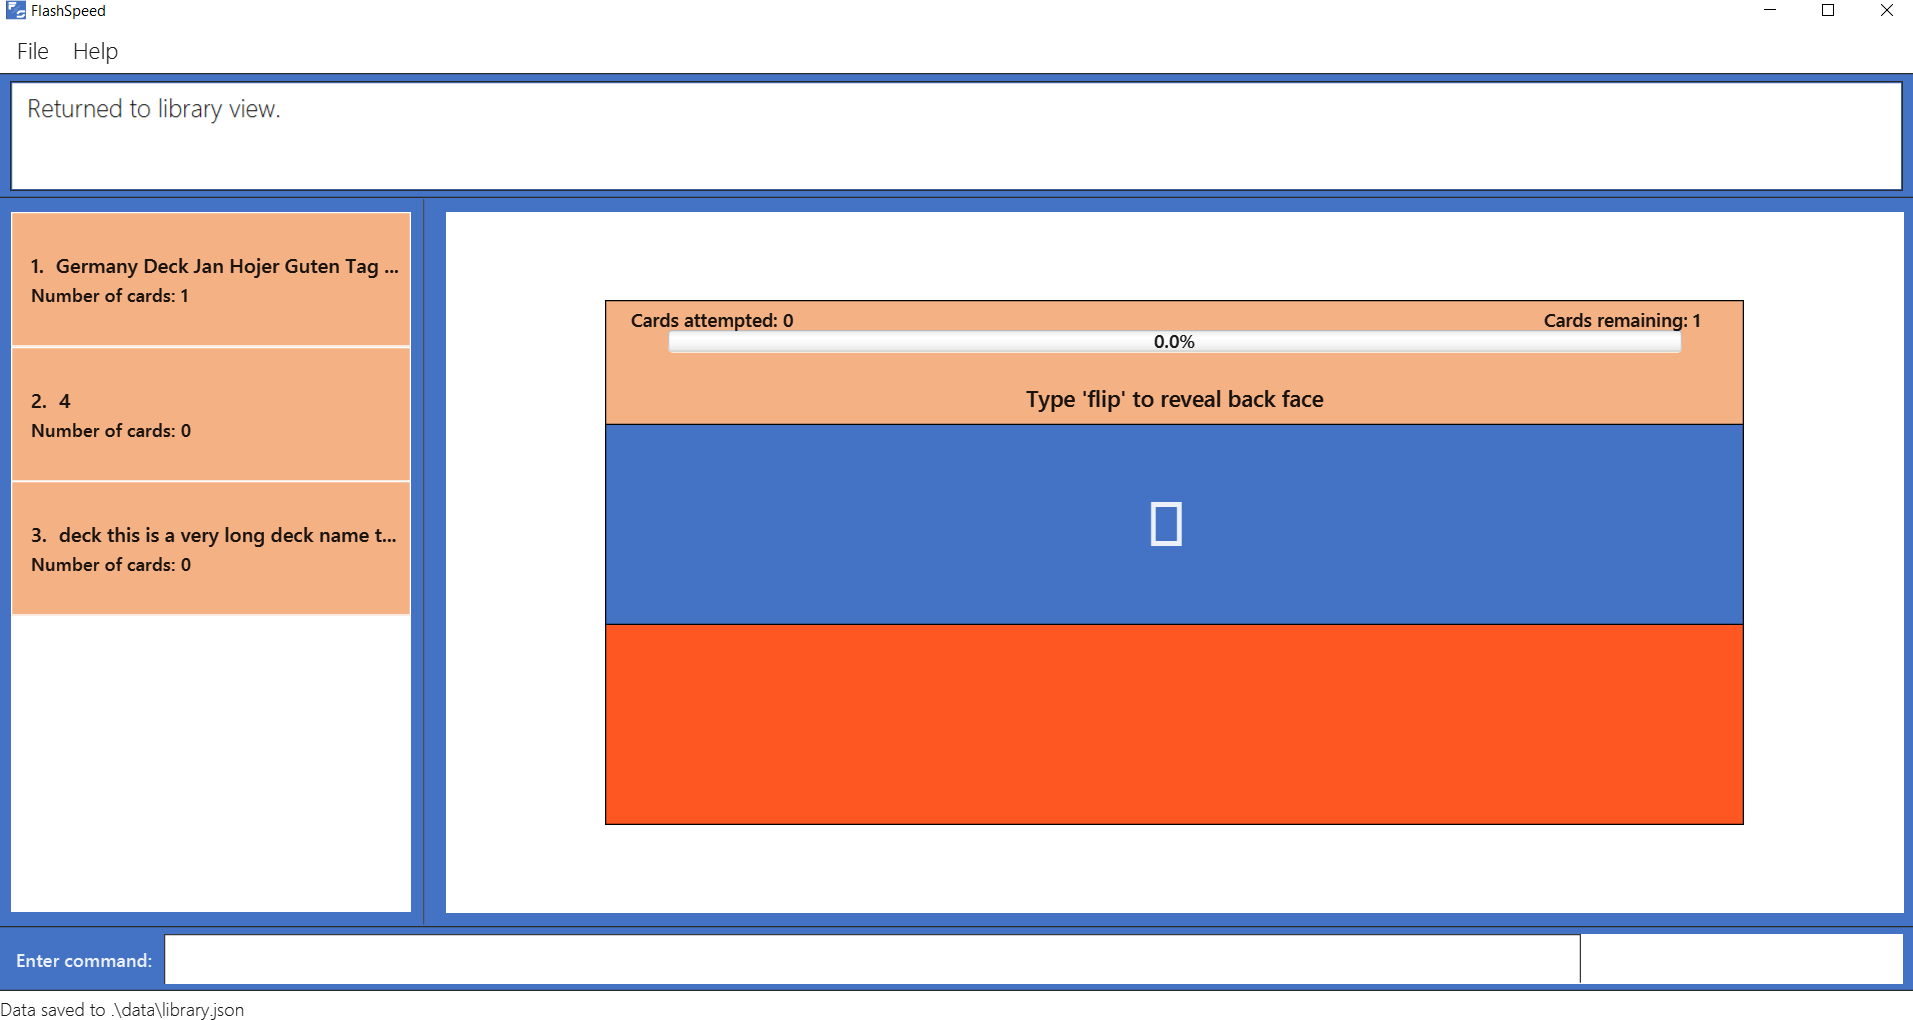 FlashSpeed
File Help
Returned to library view.
1. Germany Deck Jan Hojer Guten Tag ...
Number of cards: 1
2. 4
Number of cards: 0
3. deck this is a very long deck name t...
Number of cards: 0
Cards attempted: 0 Cards remaining: 1
0.0%
Type 'flip' to reveal back face
Enter command:
Data saved to .\data\library.json